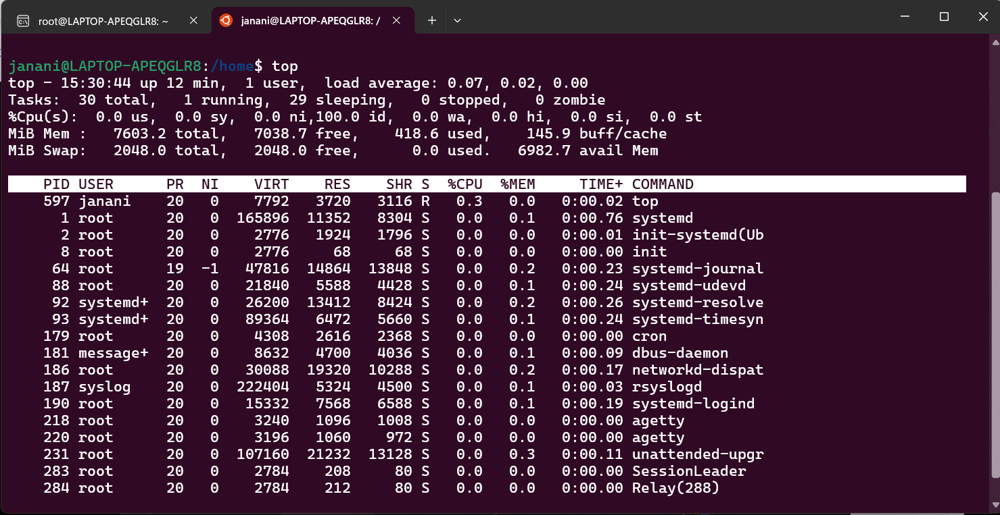 root@LAPTOP-APEQGLR8: ~
janani@LAPTOP-APEQGLR8: /
janani@LAPTOP-APEQGLR8:/home$ top
top - 15:30:44 up 12 min,  1 user,  load average: 0.07, 0.02, 0.00
Tasks:  30 total,   1 running,  29 sleeping,   0 stopped,   0 zombie
%Cpu(s):  0.0 us,  0.0 sy,  0.0 ni,100.0 id,  0.0 wa,  0.0 hi,  0.0 si,  0.0 st
MiB Mem :   7603.2 total,   7038.7 free,    418.6 used,    145.9 buff/cache
MiB Swap:   2048.0 total,   2048.0 free,      0.0 used.   6982.7 avail Mem
    PID USER      PR  NI    VIRT    RES    SHR S  %CPU  %MEM     TIME+ COMMAND
    597 janani    20   0    7792   3720   3116 R   0.3   0.0   0:00.02 top
      1 root      20   0  165896  11352   8304 S   0.0   0.1   0:00.76 systemd
      2 root      20   0    2776   1924   1796 S   0.0   0.0   0:00.01 init-systemd(Ub
      8 root      20   0    2776     68     68 S   0.0   0.0   0:00.00 init
     64 root      19  -1   47816  14864  13848 S   0.0   0.2   0:00.23 systemd-journal
     88 root      20   0   21840   5588   4428 S   0.0   0.1   0:00.24 systemd-udevd
     92 systemd+  20   0   26200  13412   8424 S   0.0   0.2   0:00.26 systemd-resolve
     93 systemd+  20   0   89364   6472   5660 S   0.0   0.1   0:00.24 systemd-timesyn
    179 root      20   0    4308   2616   2368 S   0.0   0.0   0:00.00 cron
    181 message+  20   0    8632   4700   4036 S   0.0   0.1   0:00.09 dbus-daemon
    186 root      20   0   30088  19320  10288 S   0.0   0.2   0:00.17 networkd-dispat
    187 syslog    20   0  222404   5324   4500 S   0.0   0.1   0:00.03 rsyslogd
    190 root      20   0   15332   7568   6588 S   0.0   0.1   0:00.19 systemd-logind
    218 root      20   0    3240   1096   1008 S   0.0   0.0   0:00.00 agetty
    220 root      20   0    3196   1060    972 S   0.0   0.0   0:00.00 agetty
    231 root      20   0  107160  21232  13128 S   0.0   0.3   0:00.11 unattended-upgr
    283 root      20   0    2784    208     80 S   0.0   0.0   0:00.00 SessionLeader
    284 root      20   0    2784    212     80 S   0.0   0.0   0:00.00 Relay(288)